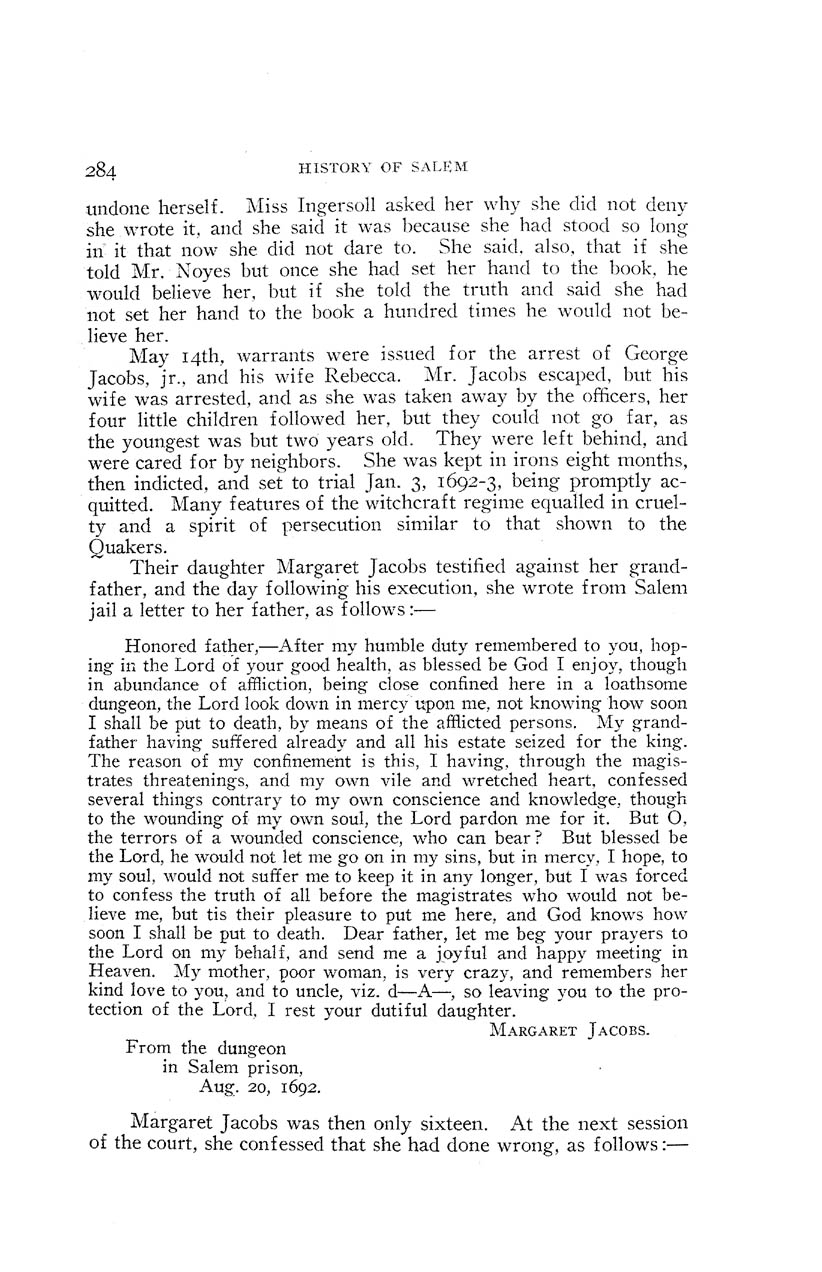 284 HISTORY OF SALEM
undone herself. Miss Ingersoll asked her why she did not deny
she wrote it, and she said it was because she had stood so long
in it that now she did not dare to. She said, also, that if she
told Mr. Noyes but once she had set her hand to the book, he
would believe her, but if she told the truth and said she had
not set her hand to the book a hundred times he would not be-
lieve her.
May 14th, warrants were issued for the arrest of George
Jacobs, jr., and his wife Rebecca. Mr. Jacobs escaped, but his
wife was arrested, and as she was taken away by the officers, her
four little children followed her, but they could not go far, as
the youngest was but two years old. They were left behind, and
were cared for by neighbors. She was kept in irons eight months,
then indicted, and set to trial Jan. 3, 1692-3, being promptly ac-
quitted. Many features of the witchcraft regime equalled in cruel-
ty and a spirit of persecution similar to that shown to the
Quakers.
Their daughter Margaret Jacobs testified against her grand-
father, and the day following his execution, she wrote from Salem
jail a letter to her father, as follows:—
Honored father,—After my humble duty remembered to you, hop-
ing in the Lord of your good health, as blessed be God I enjoy, though
in abundance of affliction, being close confined here in a loathsome
dungeon, the Lord look down in mercy upon me, not knowing how soon
I shall be put to death, by means of the afflicted persons. My grand-
father having suffered already and all his estate seized for the king.
The reason of my confinement is this, I having, through the magis-
trates threatenings, and my own vile and wretched heart, confessed
several things contrary to my own conscience and knowledge, though
to the wounding of my own soul, the Lord pardon me for it. But O,
the terrors of a wounded conscience, who can bear? But blessed be
the Lord, he would not let me go on in my sins, but in mercy, I hope, to
my soul, would not suffer me to keep it in any longer, but I was forced
to confess the truth of all before the magistrates who would not be-
lieve me, but tis their pleasure to put me here, and God knows how
soon I shall be put to death. Dear father, let me beg your prayers to
the Lord on my behalf, and send me a joyful and happy meeting in
Heaven. My mother, poor woman, is very crazy, and remembers her
kind love to you, and to uncle, viz. d—A—, so leaving you to the pro-
tection of the Lord, I rest your dutiful daughter.
MARGARET JACOBS.
From the dungeon
in Salem prison,
Aug. 20, 1692.
Margaret Jacobs was then only sixteen. At the next session
of the court, she confessed that she had done wrong, as follows:—